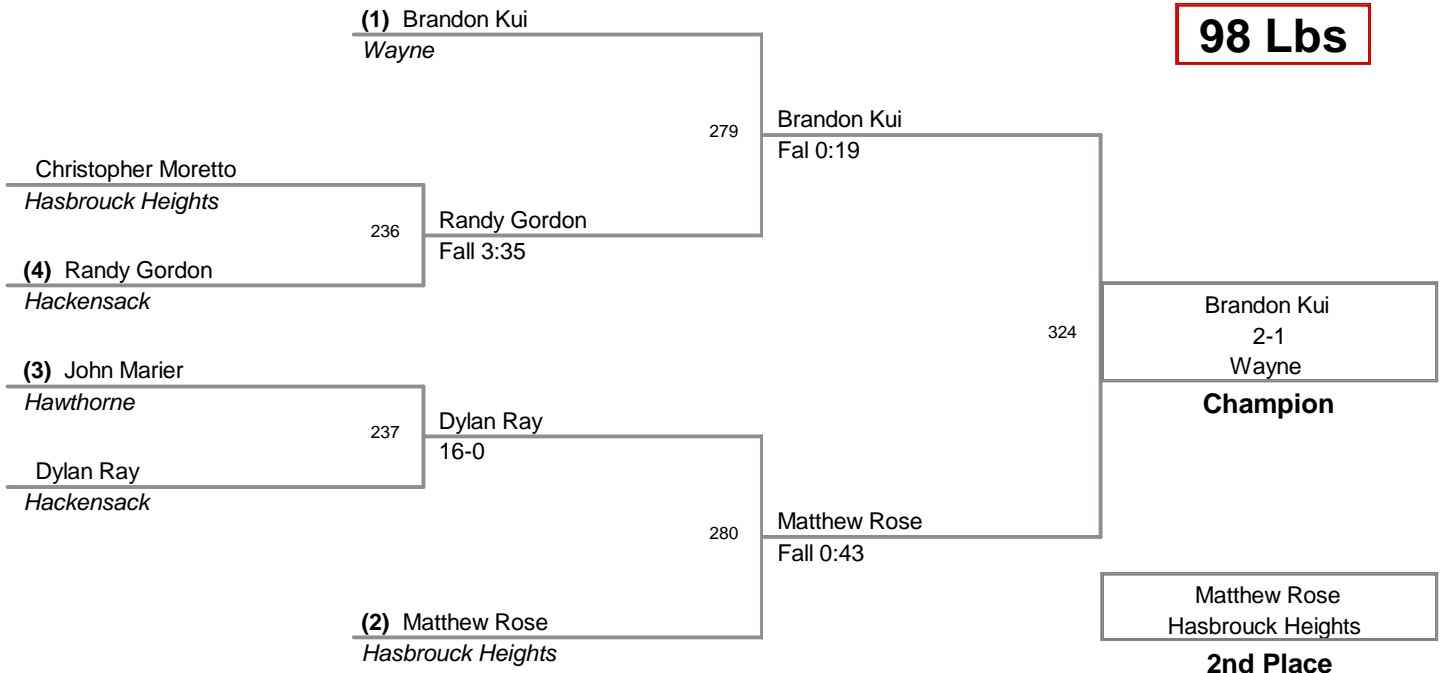 (1) Brandon Kui
Wayne
98 Lbs
279
Brandon Kui
Fal 0:19
Christopher Moretto
Hasbrouck Heights
236
Randy Gordon
Fall 3:35
(4) Randy Gordon
Hackensack
324
Brandon Kui
2-1
Wayne
Champion
(3) John Marier
Hawthorne
237
Dylan Ray
16-0
Dylan Ray
Hackensack
280
Matthew Rose
Fall 0:43
(2) Matthew Rose
Hasbrouck Heights
Matthew Rose
Hasbrouck Heights
2nd Place